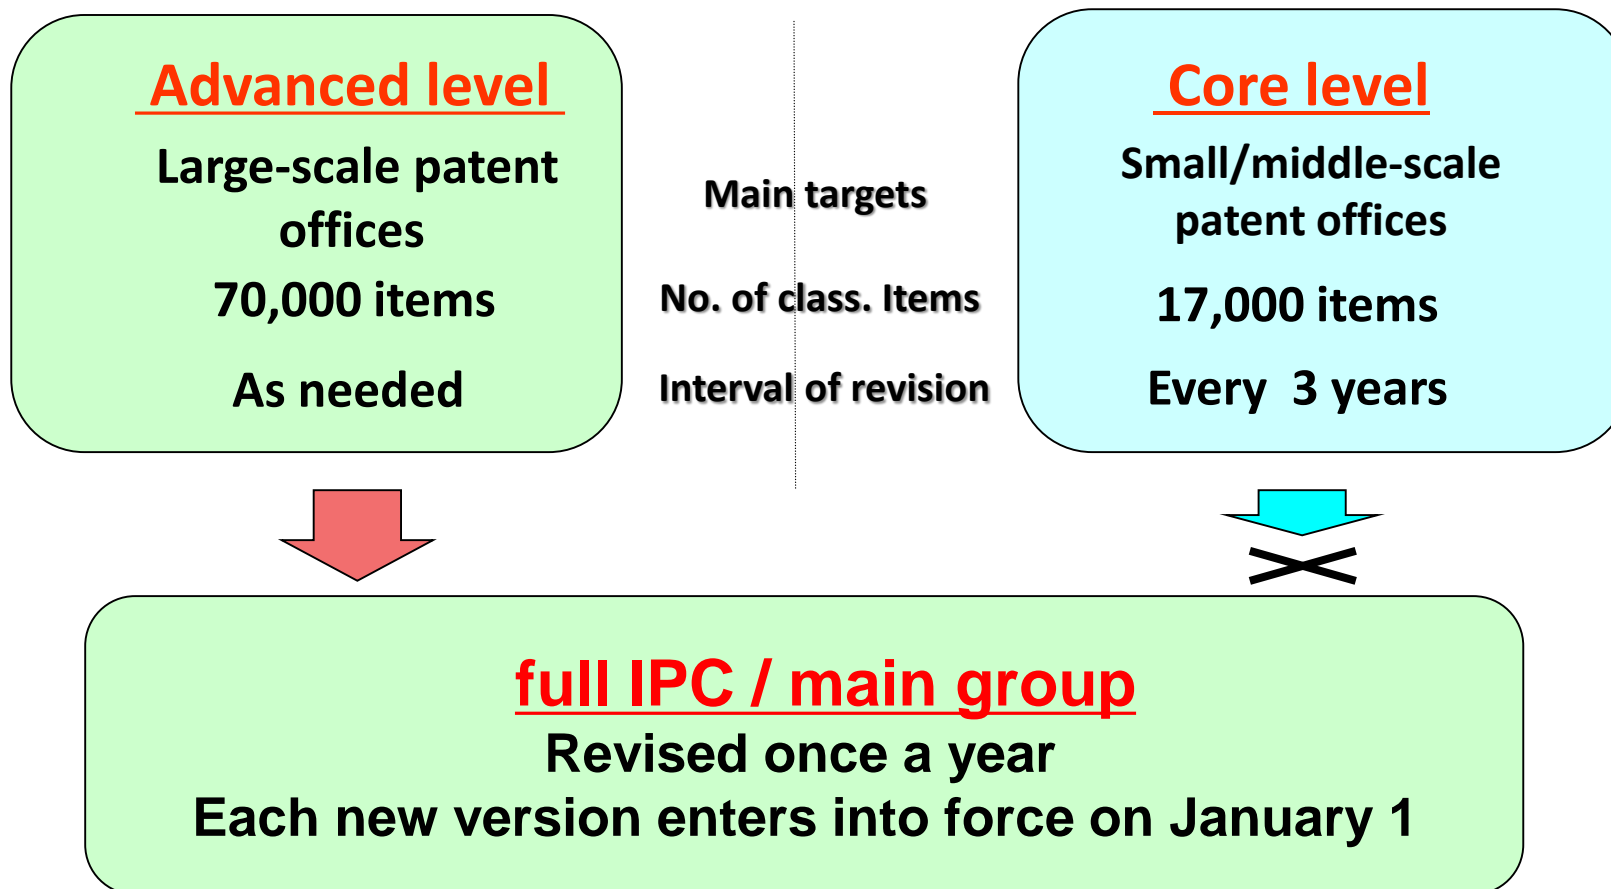 Advanced level
Large-scale patent
offices
70,000 items
As needed
Main targets
No. of class. Items
Interval of revision
Core level
Small/middle-scale
patent offices
17,000 items
Every 3 years
full IPC / main group
Revised once a year
Each new version enters into force on January 1